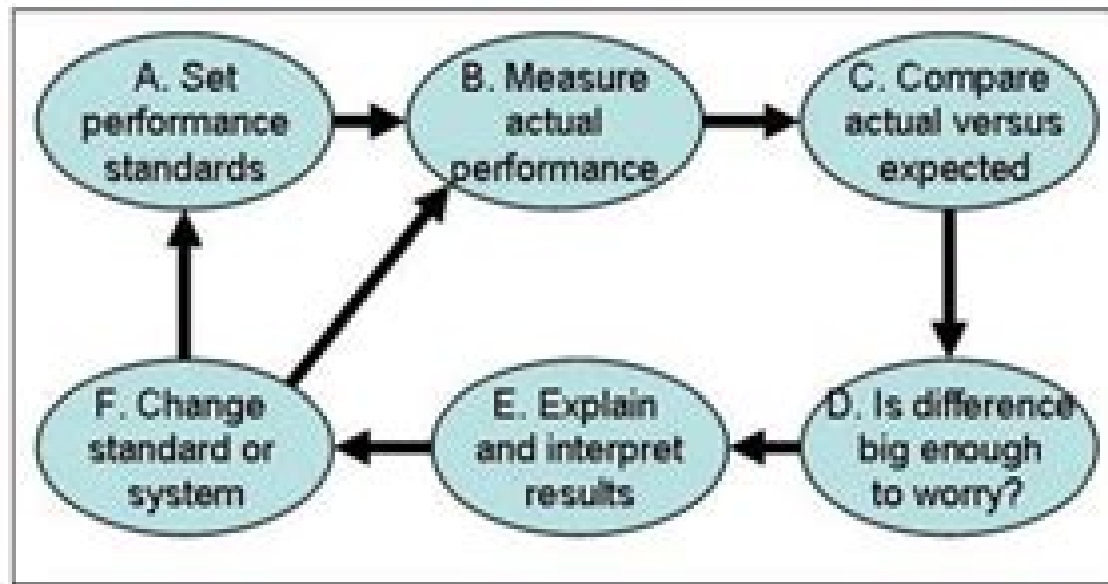 A. Set
performance
standards
B. Measure
actual
performance
C. Compare
actual versus
expected
D. Is difference
big enough
to worry?
E. Explain
and interpret
results
F. Change
standard or
system